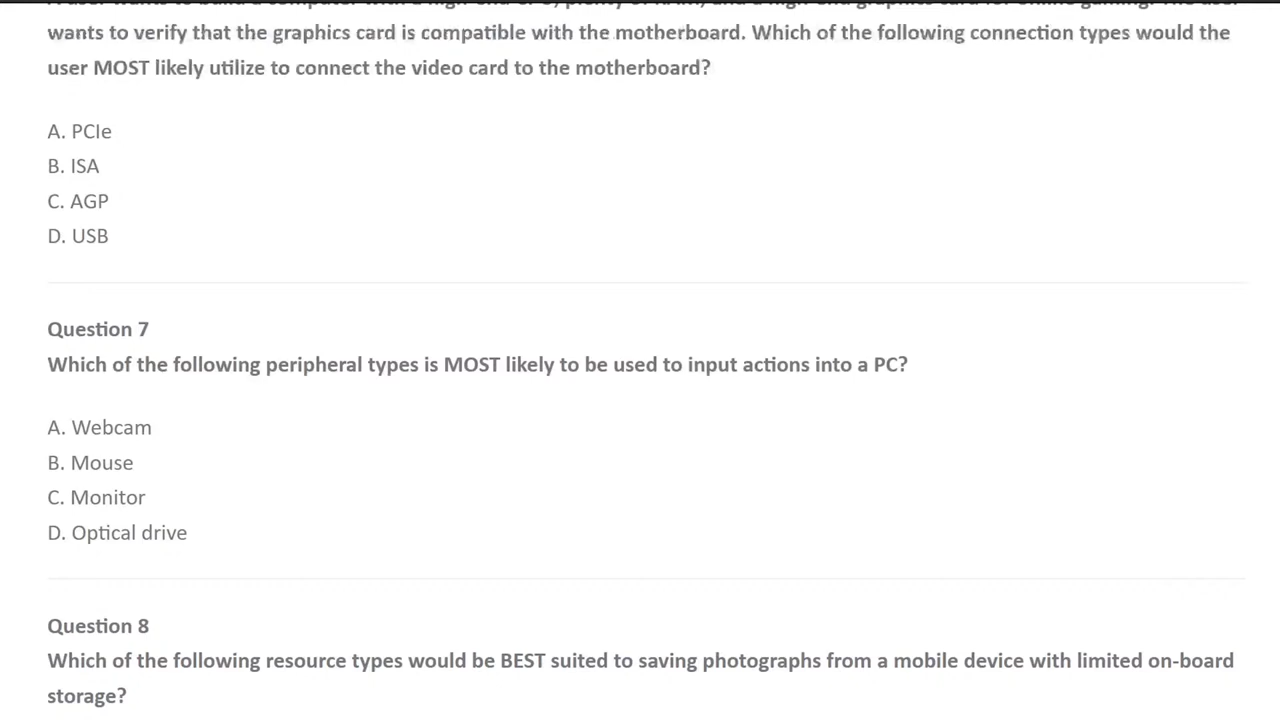 wants to verify that the graphics card is compatible with the motherboard. Which of the following connection types would the
user MOST likely utilize to connect the video card to the motherboard?
A. PCIe
B. ISA
C. AGP
D. USB
Question 7
Which of the following peripheral types is MOST likely to be used to input actions into a PC?
A. Webcam
B. Mouse
C. Monitor
D. Optical drive
Question 8
Which of the following resource types would be BEST suited to saving photographs from a mobile device with limited on-board
storage?